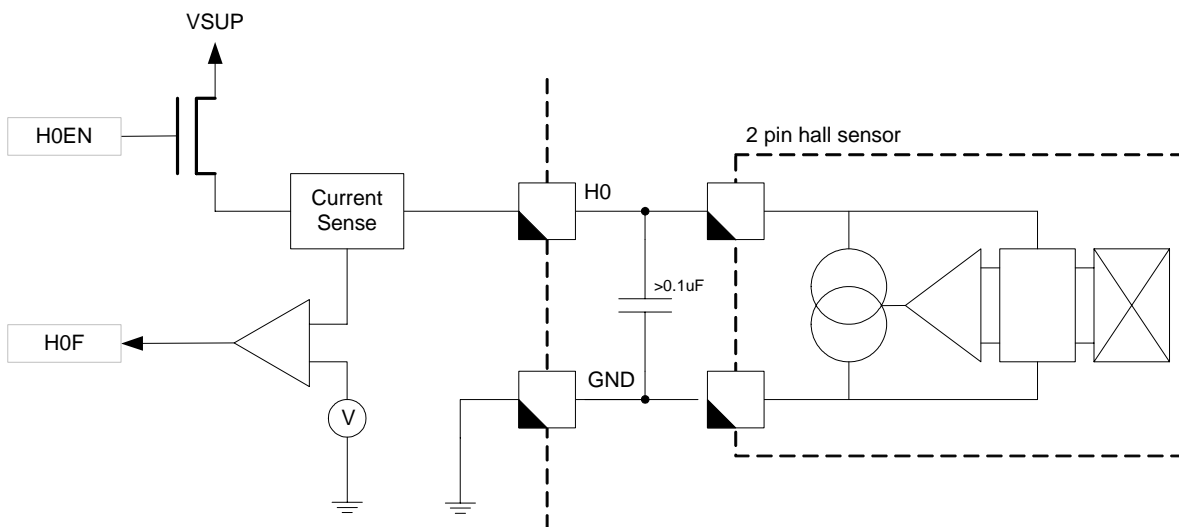 VSUP
H0EN
2 pin hall sensor
H0
Current
Sense
>0.1uF
H0F
GND
V